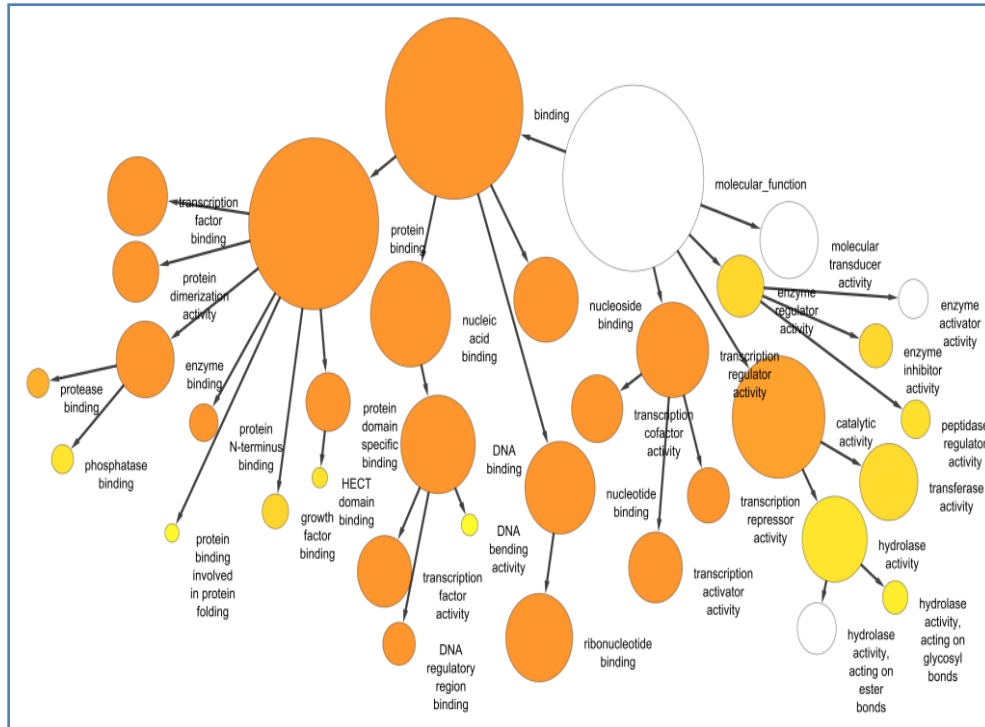 binding
molecular_function
transcription
factor
binding
protein
binding
molecular
transducer
activity
protein
dimerization
activity
nucleic
acid
binding
nucleoside
binding
enzyme
regulator
activity
enzyme
activator
activity
protease
binding
enzyme
binding
transcription
regulator
activity
enzyme
inhibitor
activity
protein
N-terminus
binding
protein
domain
specific
binding
transcription
cofactor
activity
catalytic
activity
peptidase
regulator
activity
phosphatase
binding
HECT
domain
binding
DNA
binding
nucleotide
binding
transcription
repressor
activity
transferase
activity
protein
binding
involved
in protein
folding
growth
factor
binding
DNA
bending
activity
hydrolase
activity
transcription
factor
activity
transcription
activator
activity
hydrolase
activity,
acting on
glycosyl
bonds
DNA
regulatory
region
binding
ribonucleotide
binding
hydrolase
activity,
acting on
ester
bonds